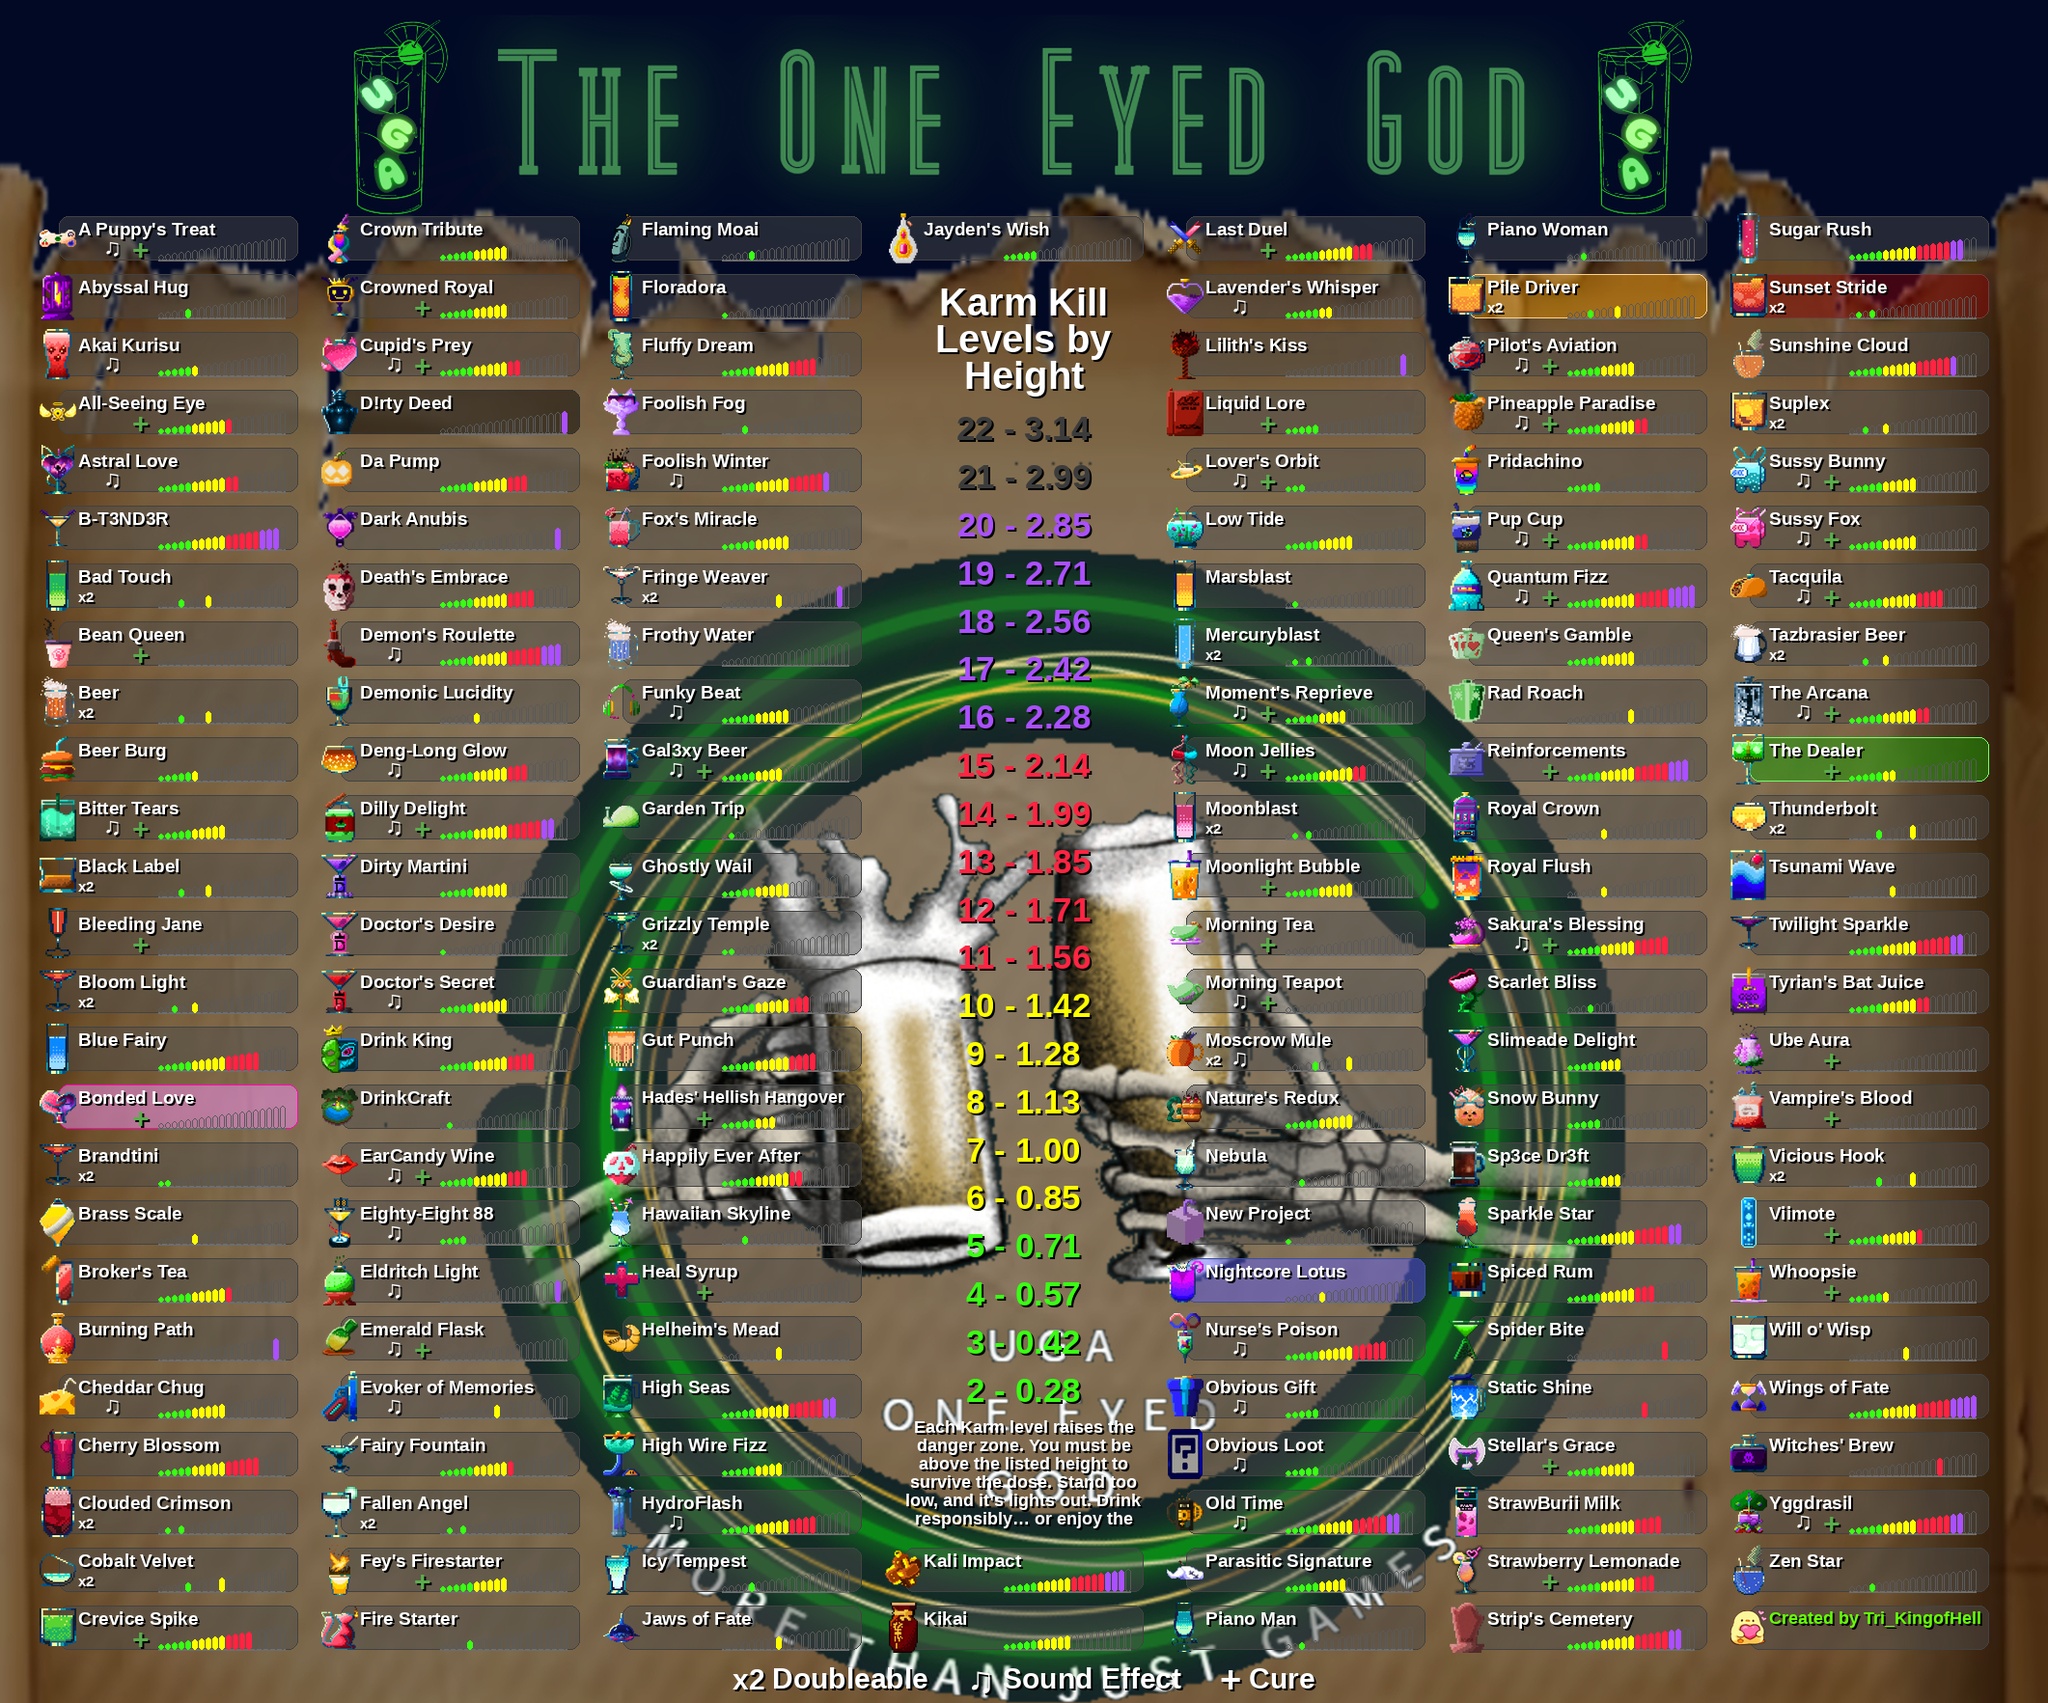 THE ONE EYED GOD
UGA
UGA
A Puppy's Treat
♫ +
Abyssal Hug
Akai Kurisu
♫
All-Seeing Eye
+
Astral Love
♫
B-T3ND3R
Bad Touch
x2
Bean Queen
+
Beer
x2
Beer Burg
Bitter Tears
♫ +
Black Label
x2
Bleeding Jane
+
Bloom Light
x2
Blue Fairy
Bonded Love
+
Brandtini
x2
Brass Scale
Broker's Tea
Burning Path
Cheddar Chug
♫
Cherry Blossom
Clouded Crimson
x2
Cobalt Velvet
x2
Crevice Spike
+
Crown Tribute
Crowned Royal
+
Cupid's Prey
♫ +
D!rty Deed
Da Pump
Dark Anubis
Death's Embrace
Demon's Roulette
♫
Demonic Lucidity
Deng-Long Glow
♫
Dilly Delight
♫ +
Dirty Martini
Doctor's Desire
Doctor's Secret
♫
Drink King
DrinkCraft
EarCandy Wine
♫ +
Eighty-Eight 88
♫
Eldritch Light
♫
Emerald Flask
♫ +
Evoker of Memories
♫
Fairy Fountain
Fallen Angel
x2
Fey's Firestarter
+
Fire Starter
Flaming Moai
Floradora
Fluffy Dream
Foolish Fog
Foolish Winter
♫
Fox's Miracle
Fringe Weaver
x2
Frothy Water
Funky Beat
♫
Gal3xy Beer
♫ +
Garden Trip
Ghostly Wail
Grizzly Temple
x2
Guardian's Gaze
Gut Punch
Hades' Hellish Hangover
+
Happily Ever After
Hawaiian Skyline
Heal Syrup
+
Helheim's Mead
High Seas
High Wire Fizz
HydroFlash
♫
Icy Tempest
Jaws of Fate
Jayden's Wish
Karm Kill
Levels by
Height
22 - 3.14
21 - 2.99
20 - 2.85
19 - 2.71
18 - 2.56
17 - 2.42
16 - 2.28
15 - 2.14
14 - 1.99
13 - 1.85
12 - 1.71
11 - 1.56
10 - 1.42
9 - 1.28
8 - 1.13
7 - 1.00
6 - 0.85
5 - 0.71
4 - 0.57
3 - 0.42
2 - 0.28
UGA
ONE EYED
GOD
MORE THAN JUST GAMES
Each Karm level raises the
danger zone. You must be
above the listed height to
survive the dose. Stand too
low, and it's lights out. Drink
responsibly... or enjoy the
Kali Impact
Kikai
Last Duel
+
Lavender's Whisper
♫
Lilith's Kiss
Liquid Lore
+
Lover's Orbit
♫ +
Low Tide
Marsblast
Mercuryblast
x2
Moment's Reprieve
♫ +
Moon Jellies
♫ +
Moonblast
x2
Moonlight Bubble
+
Morning Tea
+
Morning Teapot
♫ +
Moscrow Mule
x2 ♫
Nature's Redux
Nebula
New Project
Nightcore Lotus
Nurse's Poison
♫
Obvious Gift
♫
Obvious Loot
♫
Old Time
♫
Parasitic Signature
Piano Man
Piano Woman
Pile Driver
x2
Pilot's Aviation
♫ +
Pineapple Paradise
♫ +
Pridachino
Pup Cup
♫ +
Quantum Fizz
♫ +
Queen's Gamble
Rad Roach
Reinforcements
+
Royal Crown
Royal Flush
Sakura's Blessing
♫ +
Scarlet Bliss
Slimeade Delight
Snow Bunny
Sp3ce Dr3ft
Sparkle Star
Spiced Rum
Spider Bite
Static Shine
Stellar's Grace
+
StrawBurii Milk
Strawberry Lemonade
+
Strip's Cemetery
Sugar Rush
Sunset Stride
x2
Sunshine Cloud
Suplex
x2
Sussy Bunny
♫ +
Sussy Fox
♫ +
Tacquila
♫ +
Tazbrasier Beer
x2
The Arcana
♫ +
The Dealer
+
Thunderbolt
x2
Tsunami Wave
Twilight Sparkle
Tyrian's Bat Juice
Ube Aura
+
Vampire's Blood
+
Vicious Hook
x2
Viimote
Whoopsie
+
Will o' Wisp
Wings of Fate
Witches' Brew
Yggdrasil
♫ +
Zen Star
Created by Tri_KingofHell
x2 Doubleable ♫ Sound Effect + Cure